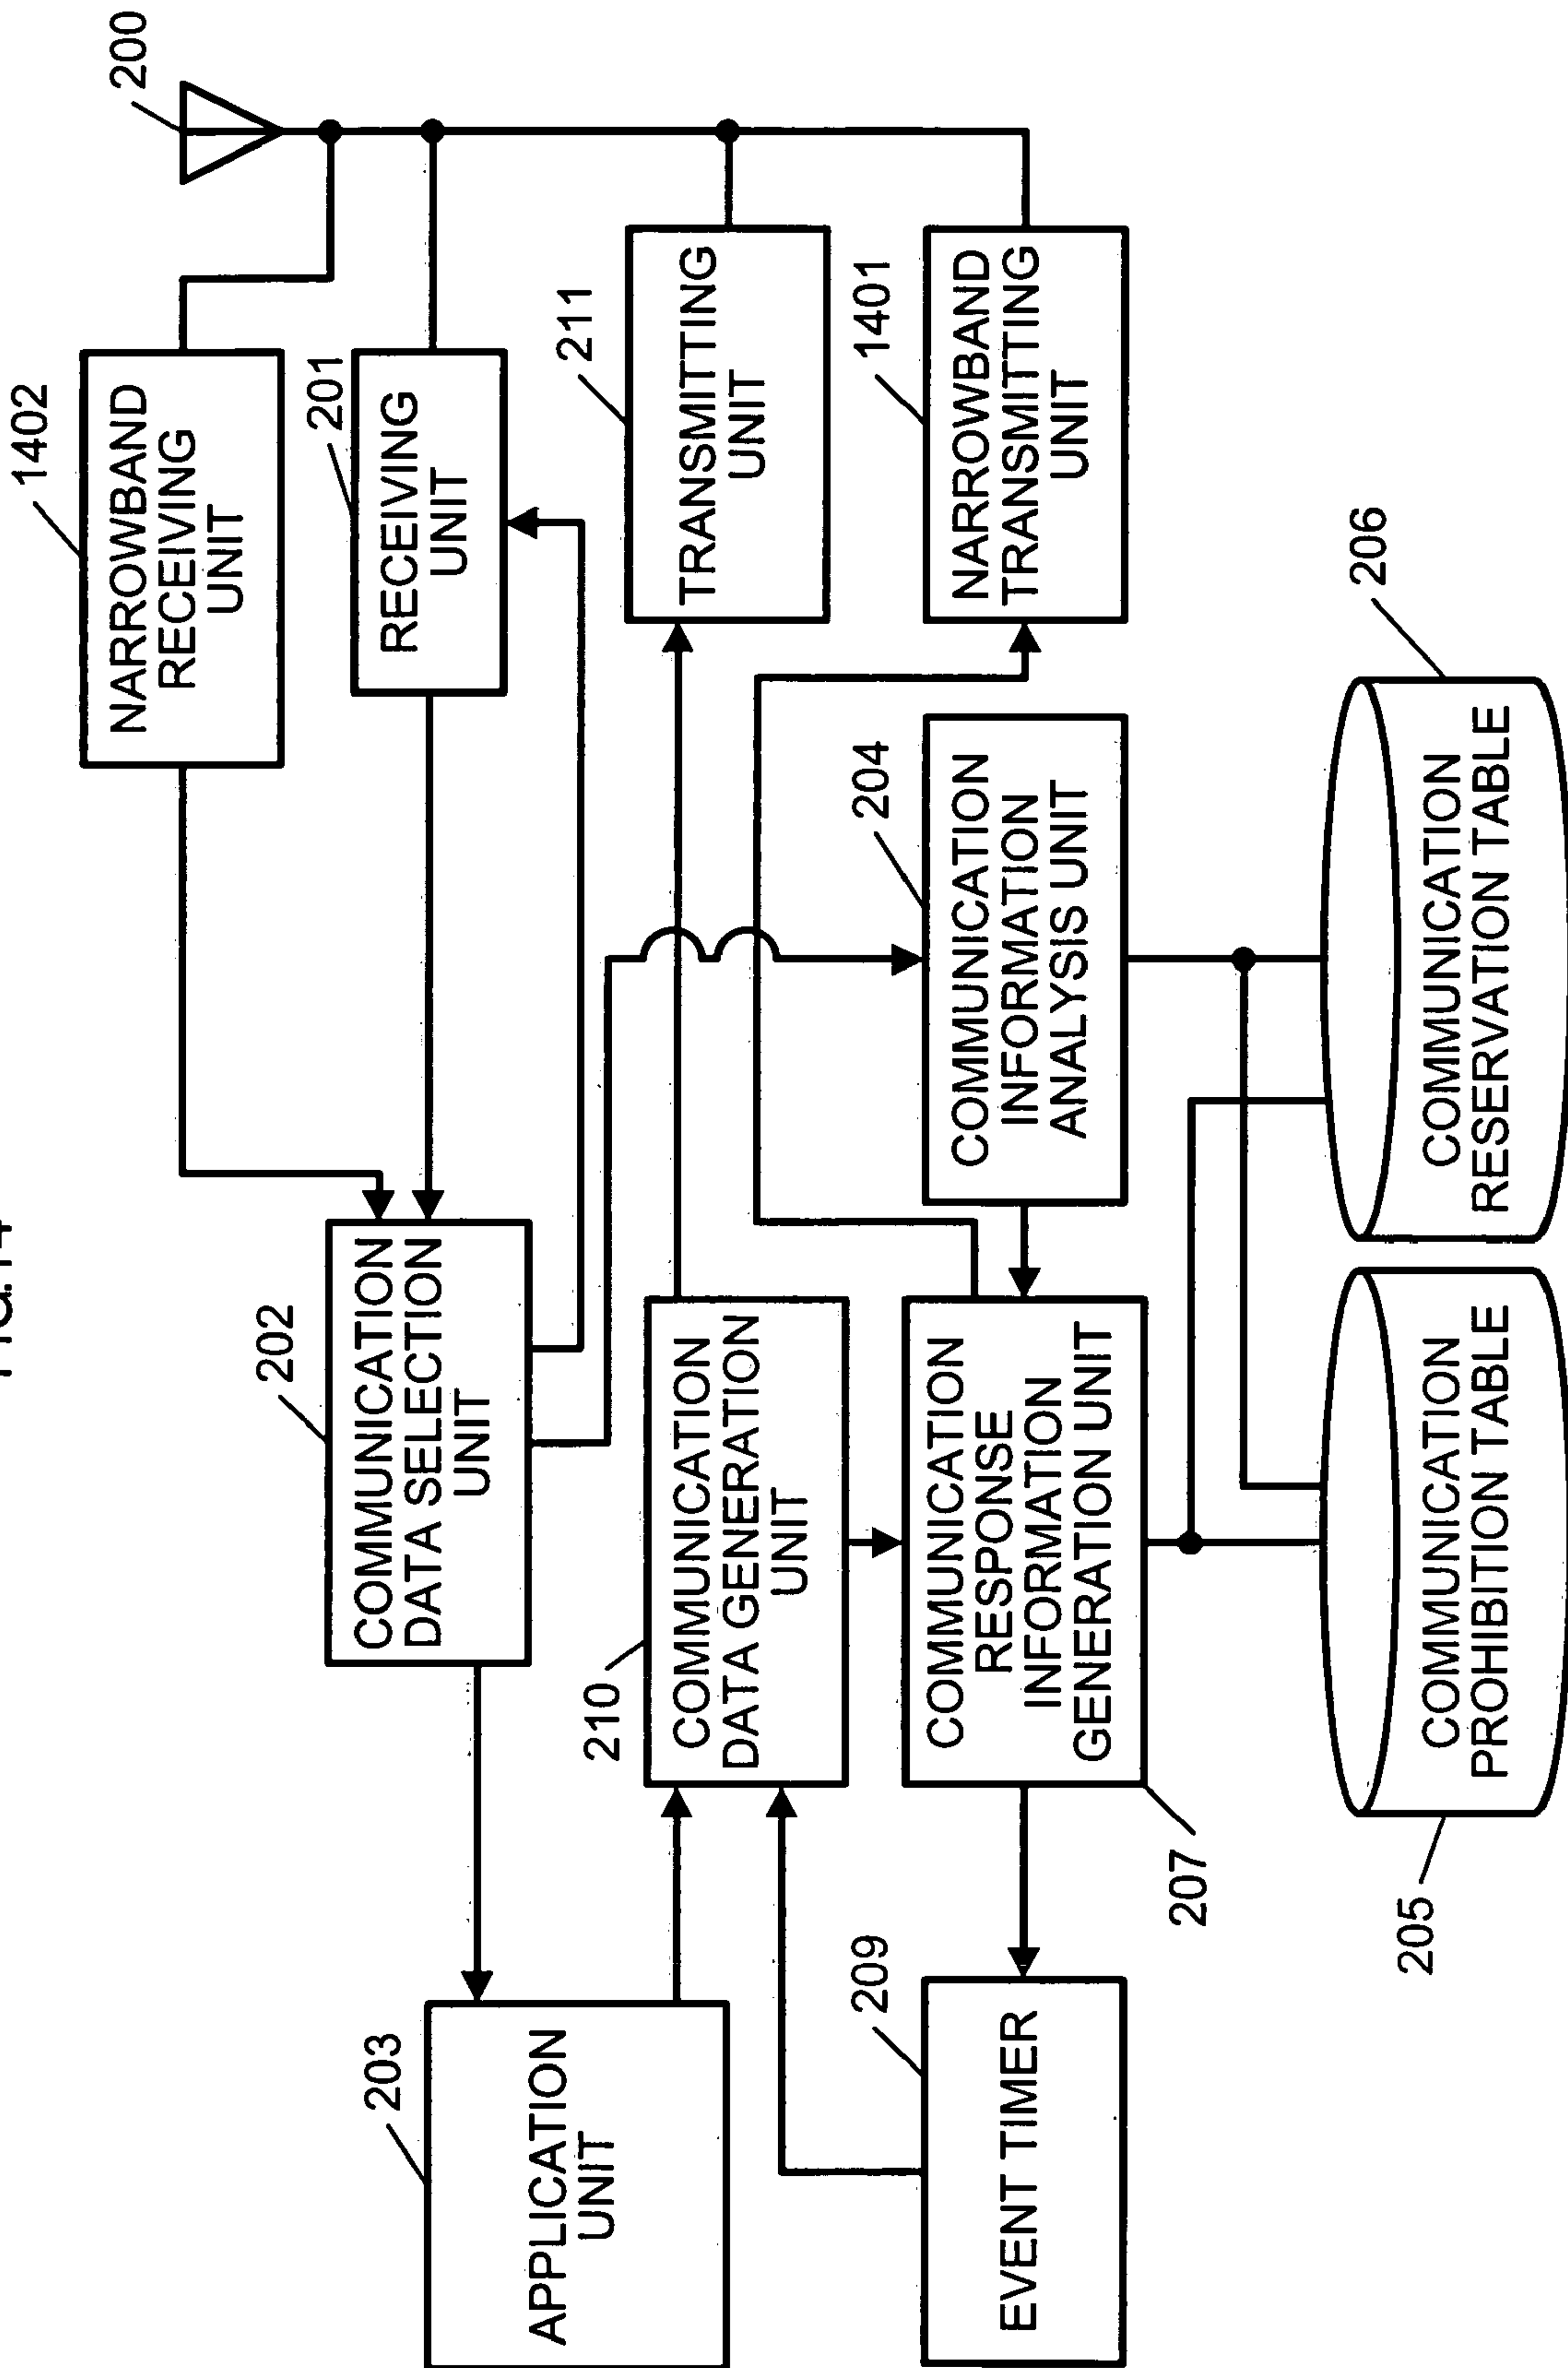 FIG.14
200
1402
NARROWBAND
RECEIVING
UNIT
201
RECEIVING
UNIT
202
COMMUNICATION
DATA SELECTION
UNIT
203
APPLICATION
UNIT
211
TRANSMITTING
UNIT
210
COMMUNICATION
DATA GENERATION
UNIT
1401
NARROWBAND
TRANSMITTING
UNIT
204
COMMUNICATION
INFORMATION
ANALYSIS UNIT
COMMUNICATION
RESPONSE
INFORMATION
GENERATION UNIT
207
209
EVENT TIMER
205
COMMUNICATION
PROHIBITION TABLE
206
COMMUNICATION
RESERVATION TABLE